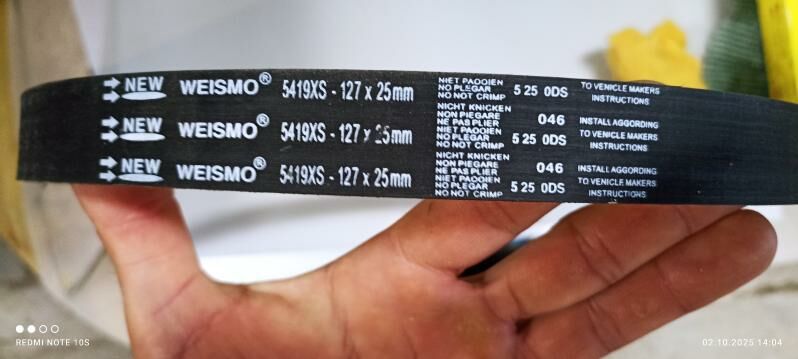 NEW WEISMO® 5419XS - 127 x 25mm
NIET PAOOIEN
NO PLEGAR
NO NOT CRIMP
5 25 0DS
TO VEHICLE MAKERS
INSTRUCTIONS
NEW WEISMO® 5419XS - 127 x 25mm
NICHT KNICKEN
NON PIEGARE
NE PAS PLIER
NIET PAOOIEN
NO PLEGAR
NO NOT CRIMP
046
5 25 0DS
INSTALL AGGORDING
TO VEHICLE MAKERS
INSTRUCTIONS
NEW WEISMO® 5419XS - 127 x 25mm
NICHT KNICKEN
NON PIEGARE
NE PAS PLIER
NIET PAOOIEN
NO PLEGAR
NO NOT CRIMP
046
5 25 0DS
INSTALL AGGORDING
TO VEHICLE MAKERS
INSTRUCTIONS
REDMI NOTE 10S
02.10.2025 14:04